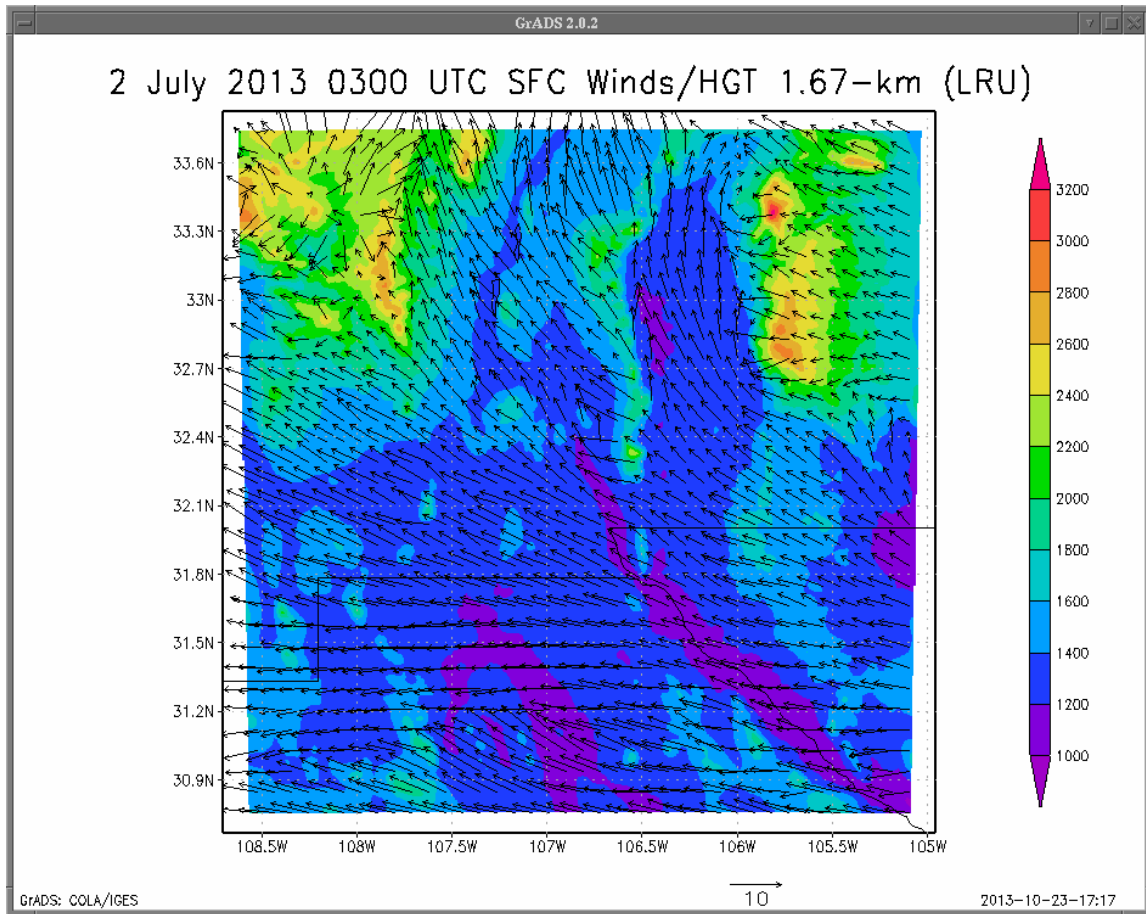 GrADS 2.0.2
2 July 2013 0300 UTC SFC Winds/HGT 1.67-km (LRU)
33.6N
33.3N
33N
32.7N
32.4N
32.1N
31.8N
31.5N
31.2N
30.9N
108.5W 108W 107.5W 107W 106.5W 106W 105.5W 105W
3200
3000
2800
2600
2400
2200
2000
1800
1600
1400
1200
1000
10
GrADS: COLA/IGES 2013-10-23-17:17